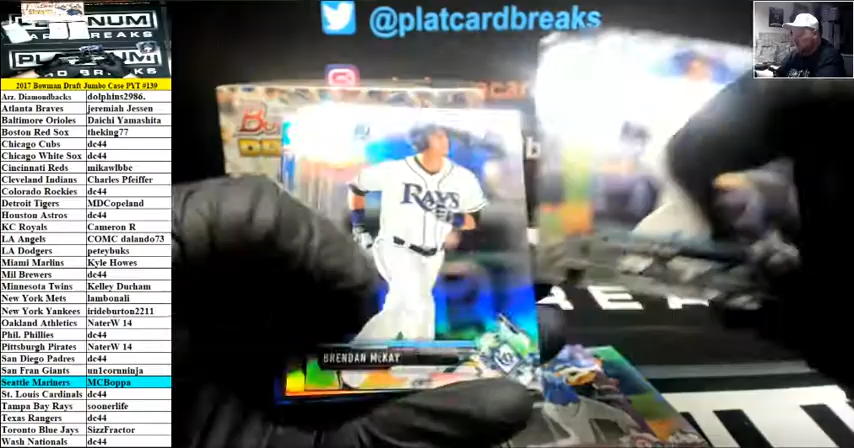 @platcardbreaks
2017 Bowman Draft Jumbo Case PYT #139
Arz. Diamondbacks dolphins2986.
Atlanta Braves jeremiah Jessen
Baltimore Orioles Daichi Yamashita
Boston Red Sox theking77
Chicago Cubs dc44
Chicago White Sox dc44
Cincinnati Reds mikawlbbc
Cleveland Indians Charles Pfeiffer
Colorado Rockies dc44
Detroit Tigers MDCopeland
Houston Astros dc44
KC Royals Cameron R
LA Angels COMC dalando73
LA Dodgers peteybuks
Miami Marlins Kyle Howes
Mil Brewers dc44
Minnesota Twins Kelley Durham
New York Mets lambonali
New York Yankees irideburton2211
Oakland Athletics NaterW 14
Phil. Phillies dc44
Pittsburgh Pirates NaterW 14
San Diego Padres dc44
San Fran Giants un1cornninja
Seattle Mariners MCBoppa
St. Louis Cardinals dc44
Tampa Bay Rays soonerlife
Texas Rangers dc44
Toronto Blue Jays SizzFractor
Wash Nationals dc44
RAYS
BRENDAN McKAY